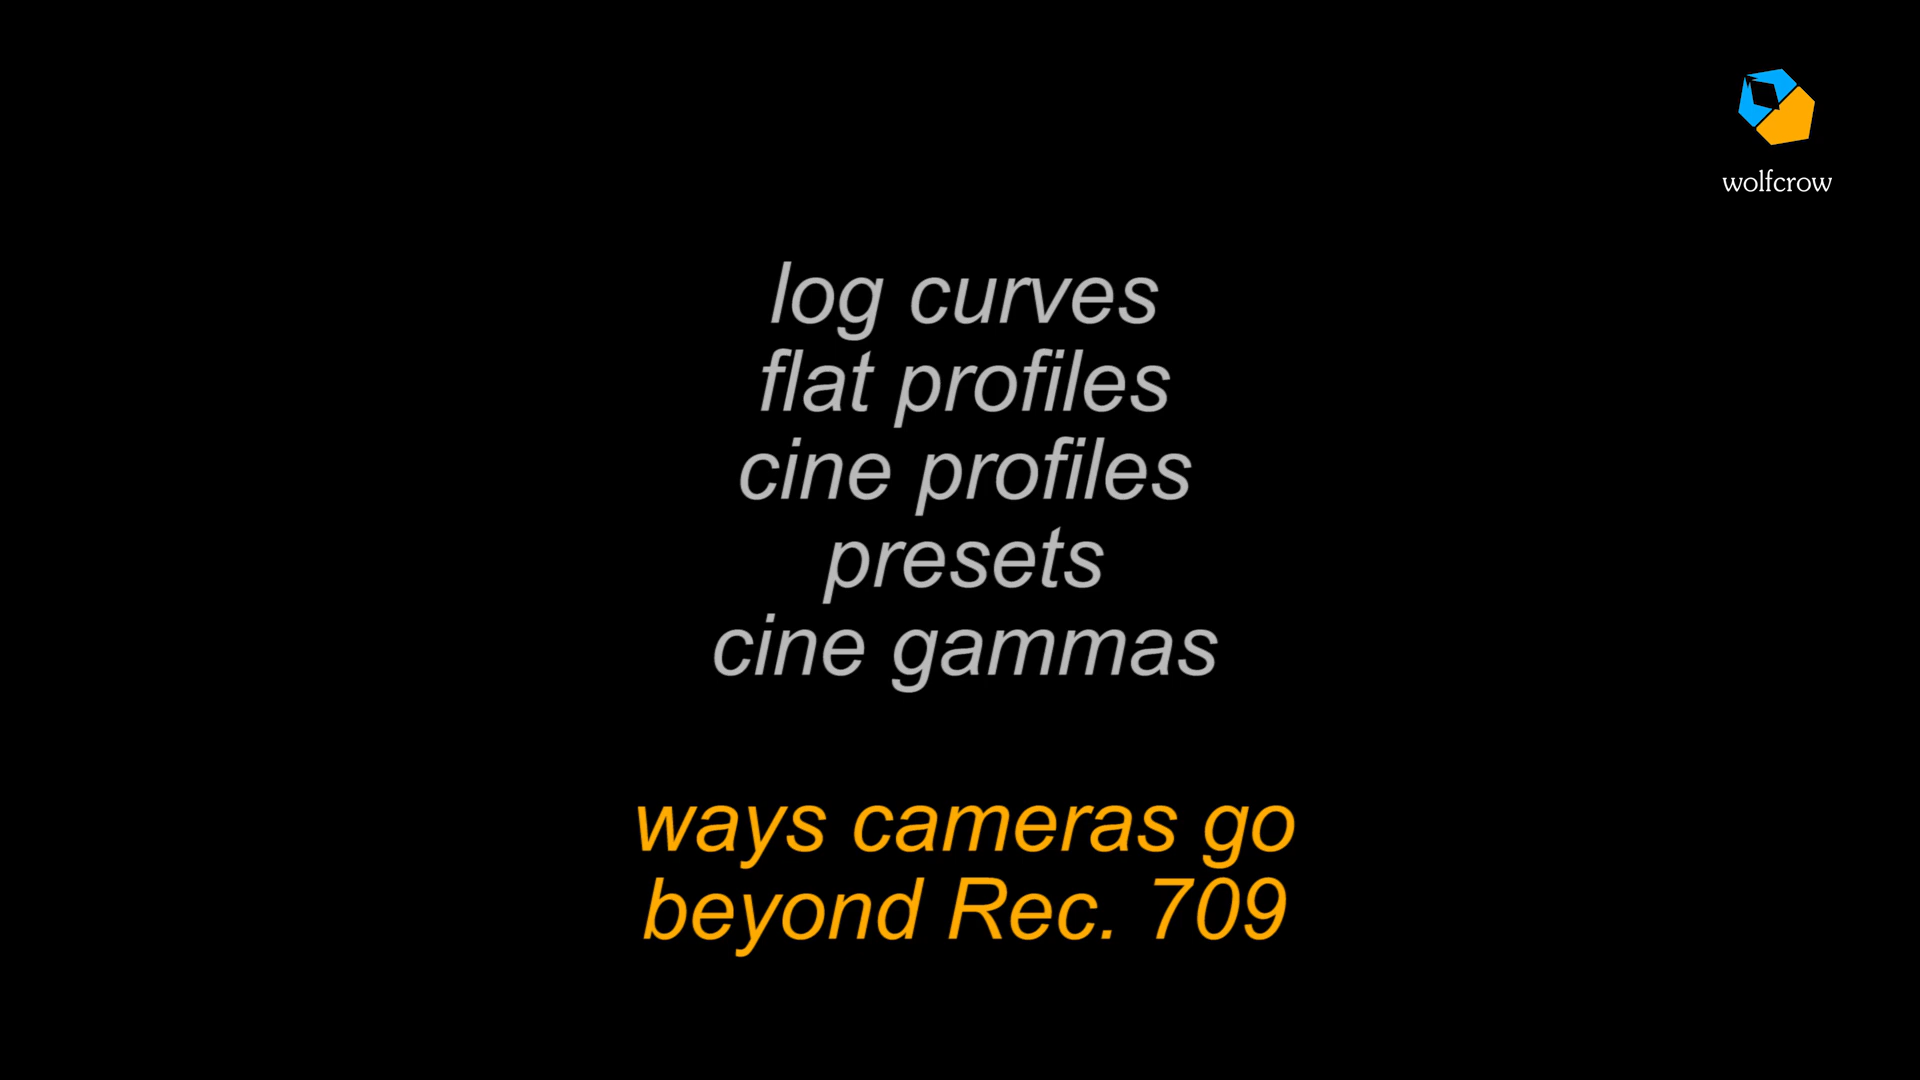 wolfcrow
log curves
flat profiles
cine profiles
presets
cine gammas
ways cameras go
beyond Rec. 709